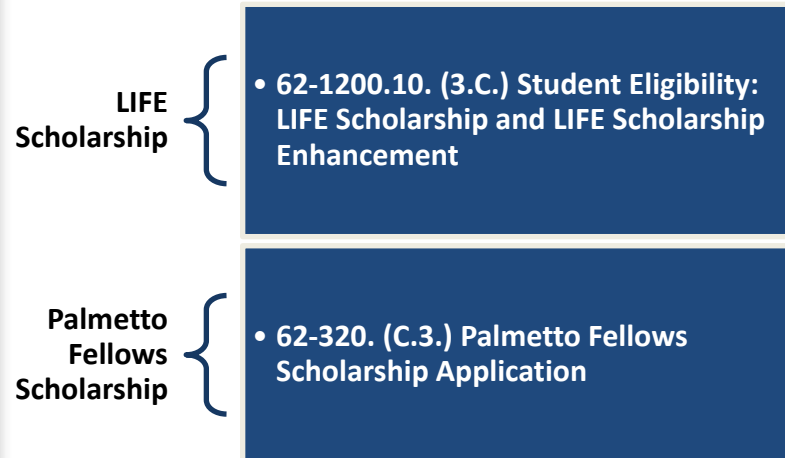 LIFE
Scholarship
• 62-1200.10. (3.C.) Student Eligibility:
LIFE Scholarship and LIFE Scholarship
Enhancement
Palmetto
Fellows
Scholarship
• 62-320. (C.3.) Palmetto Fellows
Scholarship Application